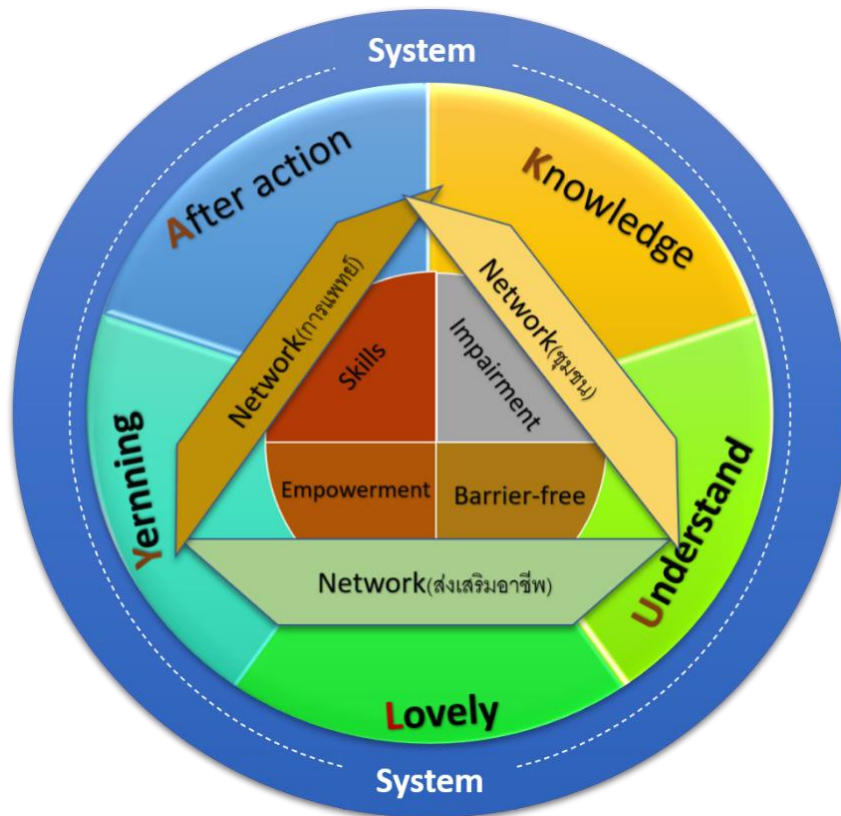 System
After action
Knowledge
Network(การแพทย์)
Network(ชุมชน)
Skills
Impairment
Yernning
Empowerment
Barrier-free
Understand
Network(ส่งเสริมอาชีพ)
Lovely
System